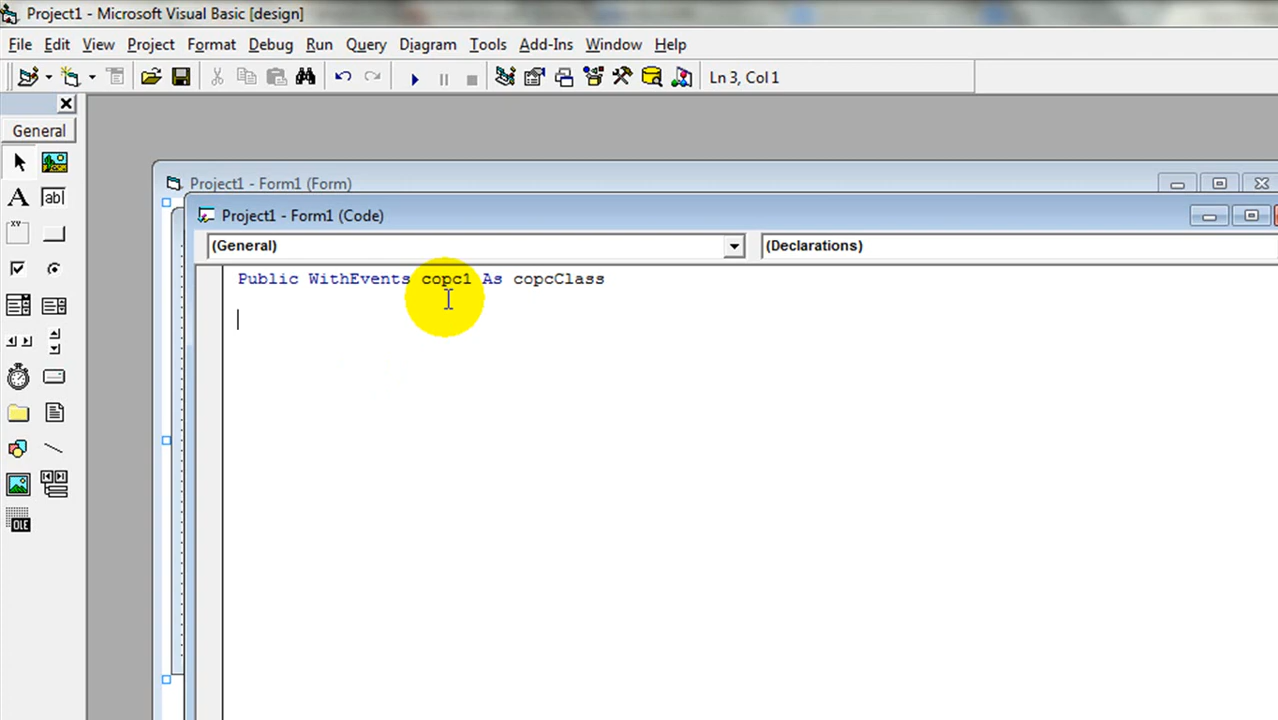 Project1 - Microsoft Visual Basic [design]
File Edit View Project Format Debug Run Query Diagram Tools Add-Ins Window Help
Ln 3, Col 1
General
A ab|
XY
OLE
Project1 - Form1 (Form)
Project1 - Form1 (Code)
(General) (Declarations)
Public WithEvents copc1 As copcClass